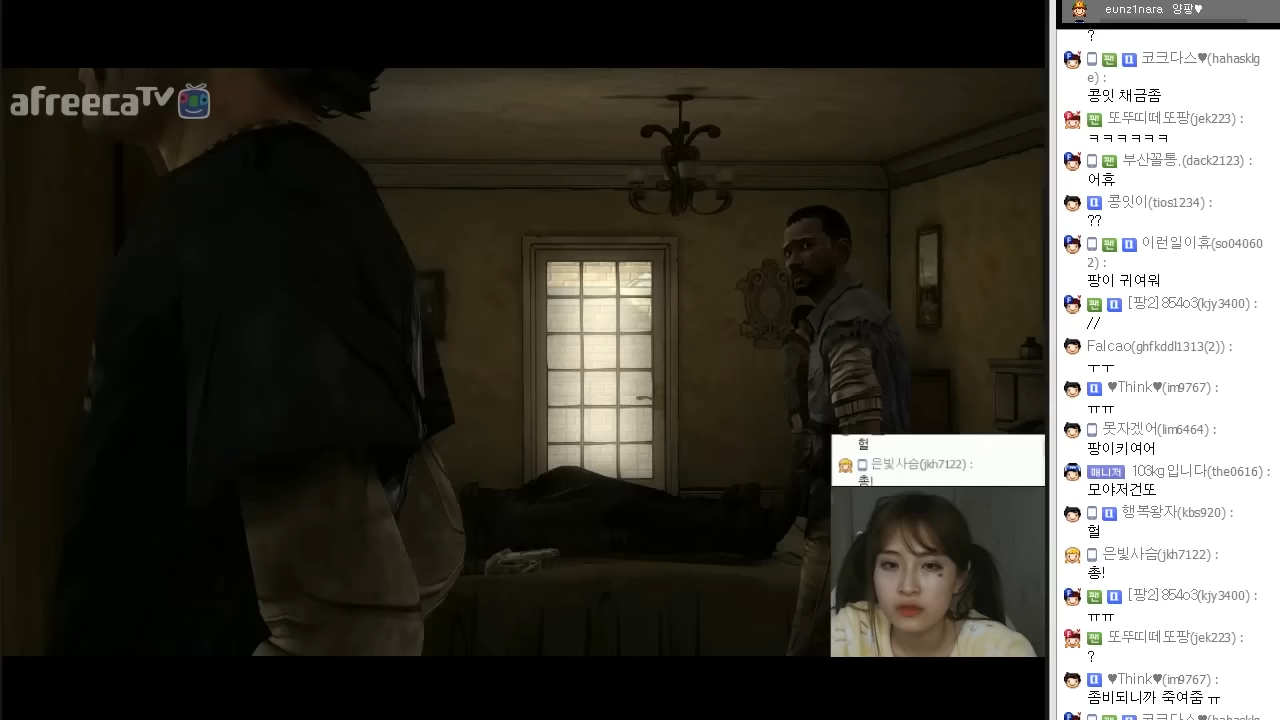 afreecaTV
eunz1nara 양팡♥
?
코크다스♥(hahasklg
e) :
콩잇 채금좀
또뚜띠떼또팡(jek223) :
ㅋㅋㅋㅋㅋㅋ
부산꼴통.(dack2123) :
어휴
콩잇이(tios1234) :
??
이런일이휴(so04060
2) :
팡이 귀여워
[팡2]854o3(kjy3400) :
//
Falcao(ghfkddl1313(2)) :
ㅜㅜ
♥Think♥(im9767) :
ㅠㅠ
못자겠어(lim6464) :
팡이키여어
매니저 103kg입니다(the0616) :
모야저건또
행복왕자(kbs920) :
헐
은빛사슴(jkh7122) :
총!
[팡2]854o3(kjy3400) :
ㅠㅠ
또뚜띠떼또팡(jek223) :
?
♥Think♥(im9767) :
좀비되니까 죽여줌 ㅠ
코크다스♥(hahasklg
헐
은빛사슴(jkh7122) :
총!